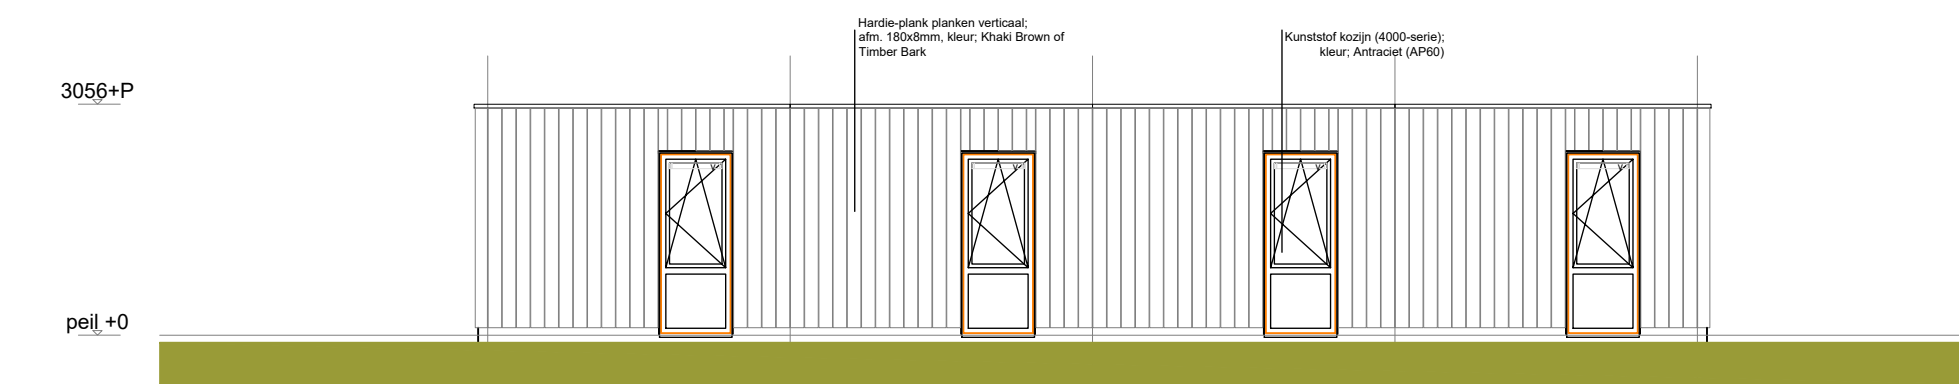 Hardie-plank planken verticaal;
afm. 180x8mm, kleur; Khaki Brown of
Timber Bark
Kunststof kozijn (4000-serie);
kleur; Antraciet (AP60)
3056+P
peil +0